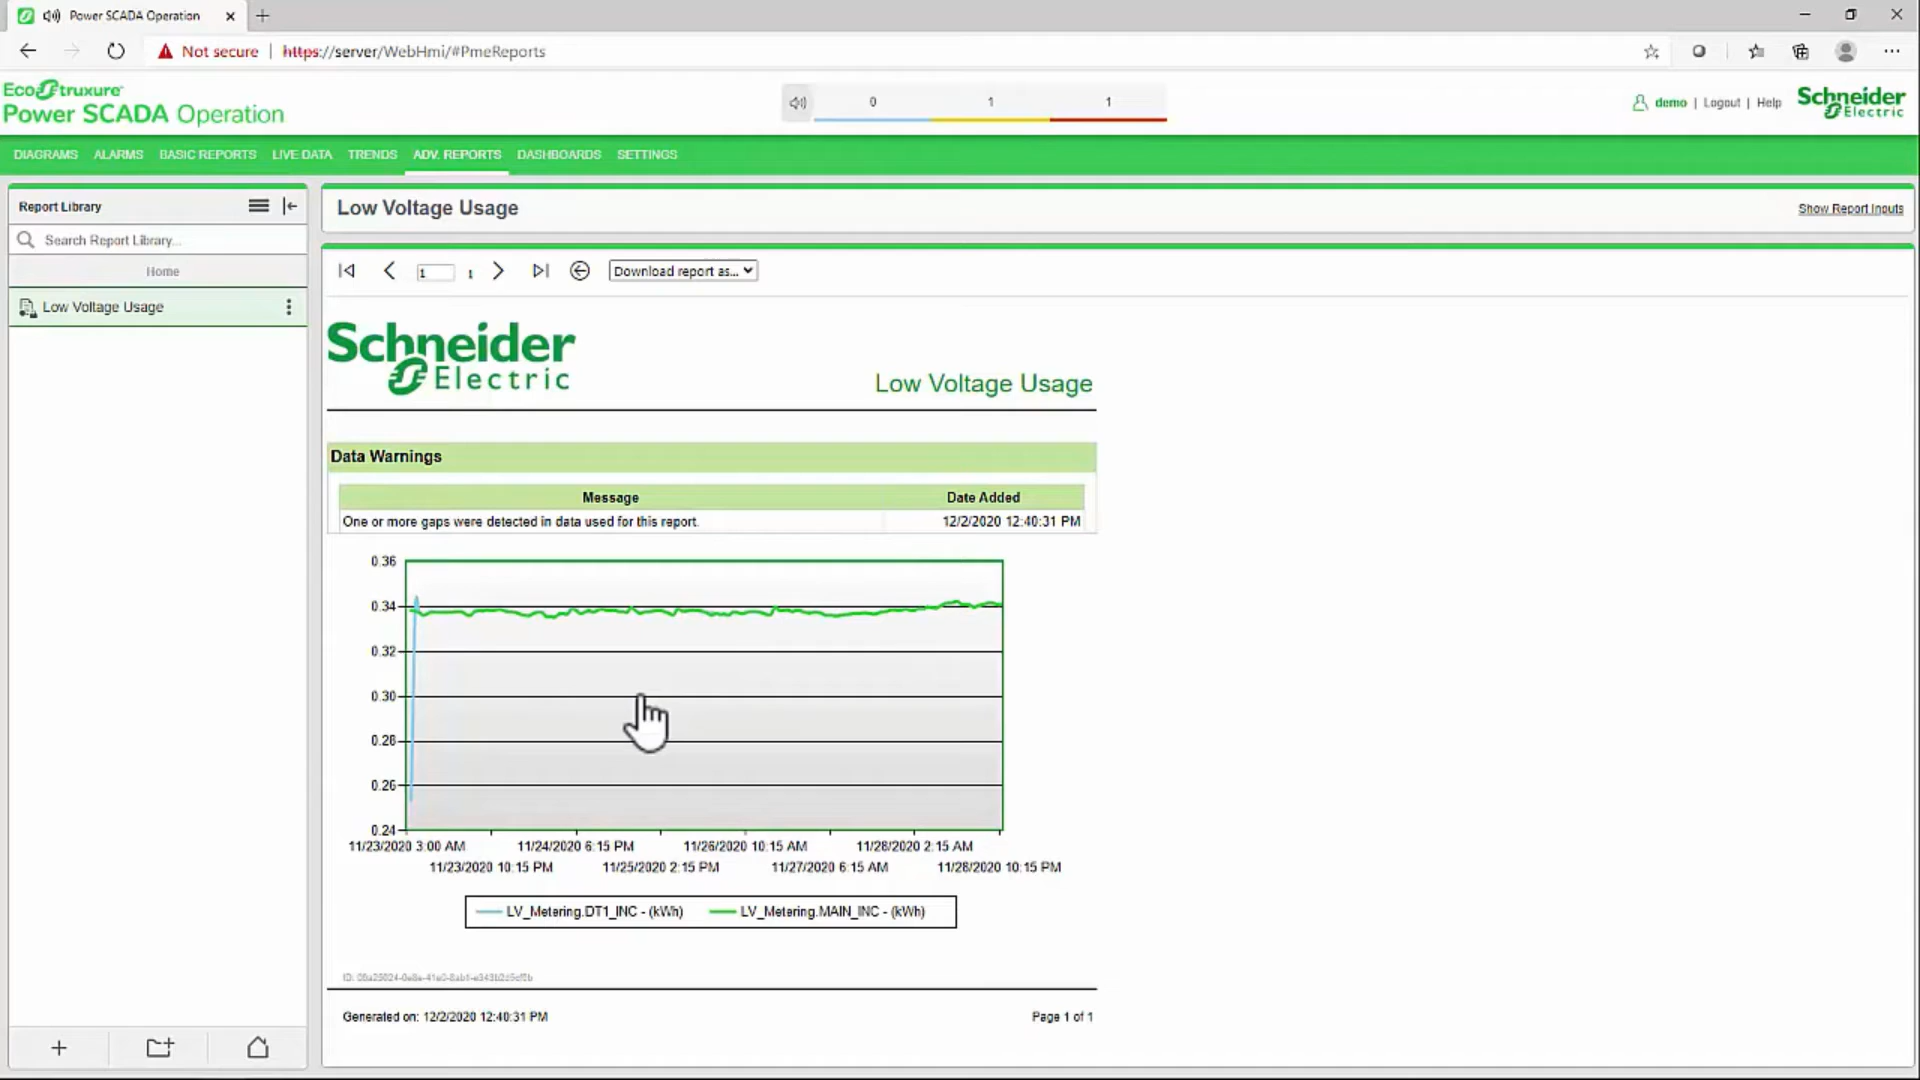 Power SCADA Operation
Not secure | https://server/WebHmi/#PmeReports
EcoStruxure
Power SCADA Operation
0 1 1
demo | Logout | Help
Schneider Electric
DIAGRAMS ALARMS BASIC REPORTS LIVE DATA TRENDS ADV. REPORTS DASHBOARDS SETTINGS
Report Library
Search Report Library...
Home
Low Voltage Usage
Low Voltage Usage
Show Report Inputs
1 1 Download report as...
Schneider
Electric
Low Voltage Usage
Data Warnings
Message Date Added
One or more gaps were detected in data used for this report. 12/2/2020 12:40:31 PM
0.36
0.34
0.32
0.30
0.28
0.26
0.24
11/23/2020 3:00 AM 11/24/2020 6:15 PM 11/26/2020 10:15 AM 11/28/2020 2:15 AM
11/23/2020 10:15 PM 11/25/2020 2:15 PM 11/27/2020 6:15 AM 11/28/2020 10:15 PM
LV_Metering.DT1_INC - (kWh) LV_Metering.MAIN_INC - (kWh)
ID:
Generated on: 12/2/2020 12:40:31 PM
Page 1 of 1